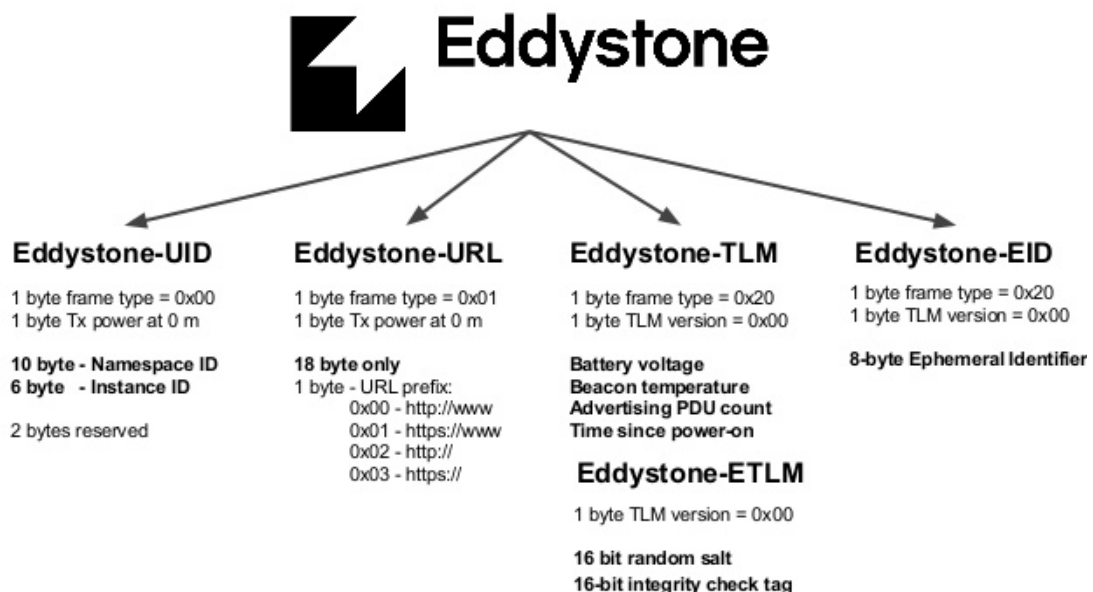 Eddystone
Eddystone-UID
1 byte frame type = 0x00
1 byte Tx power at 0 m
10 byte - Namespace ID
6 byte - Instance ID
2 bytes reserved
Eddystone-URL
1 byte frame type = 0x01
1 byte Tx power at 0 m
18 byte only
1 byte - URL prefix:
0x00 - http://www
0x01 - https://www
0x02 - http://
0x03 - https://
Eddystone-TLM
1 byte frame type = 0x20
1 byte TLM version = 0x00
Battery voltage
Beacon temperature
Advertising PDU count
Time since power-on
Eddystone-ETLM
1 byte TLM version = 0x00
16 bit random salt
16-bit integrity check tag
Eddystone-EID
1 byte frame type = 0x20
1 byte TLM version = 0x00
8-byte Ephemeral Identifier